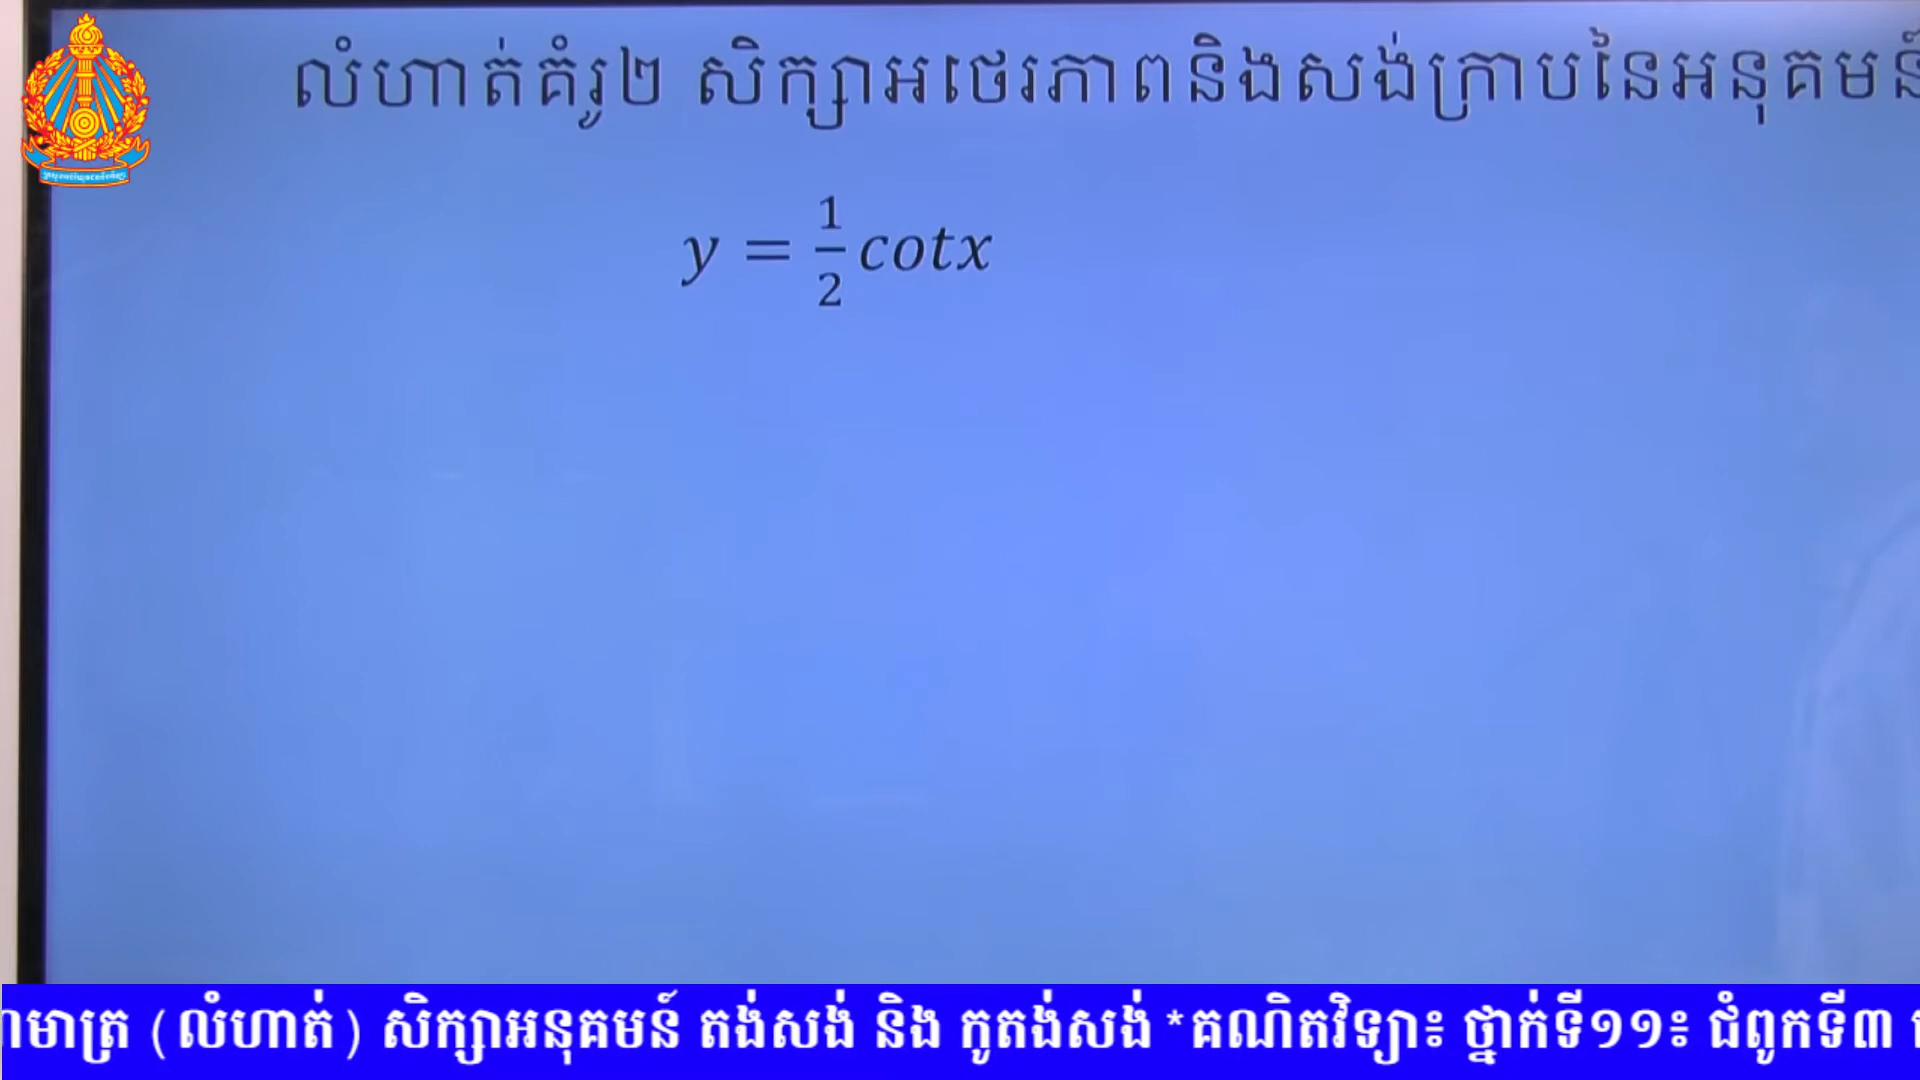 លំហាត់គំរូ២ សិក្សាអថេរភាពនិងសង់ក្រាបនៃអនុគមន៍
y = \frac{1}{2} cotx
មាត្រ (លំហាត់) សិក្សាអនុគមន៍ តង់សង់ និង កូតង់សង់ *គណិតវិទ្យា៖ ថ្នាក់ទី១១៖ ជំពូកទី៣